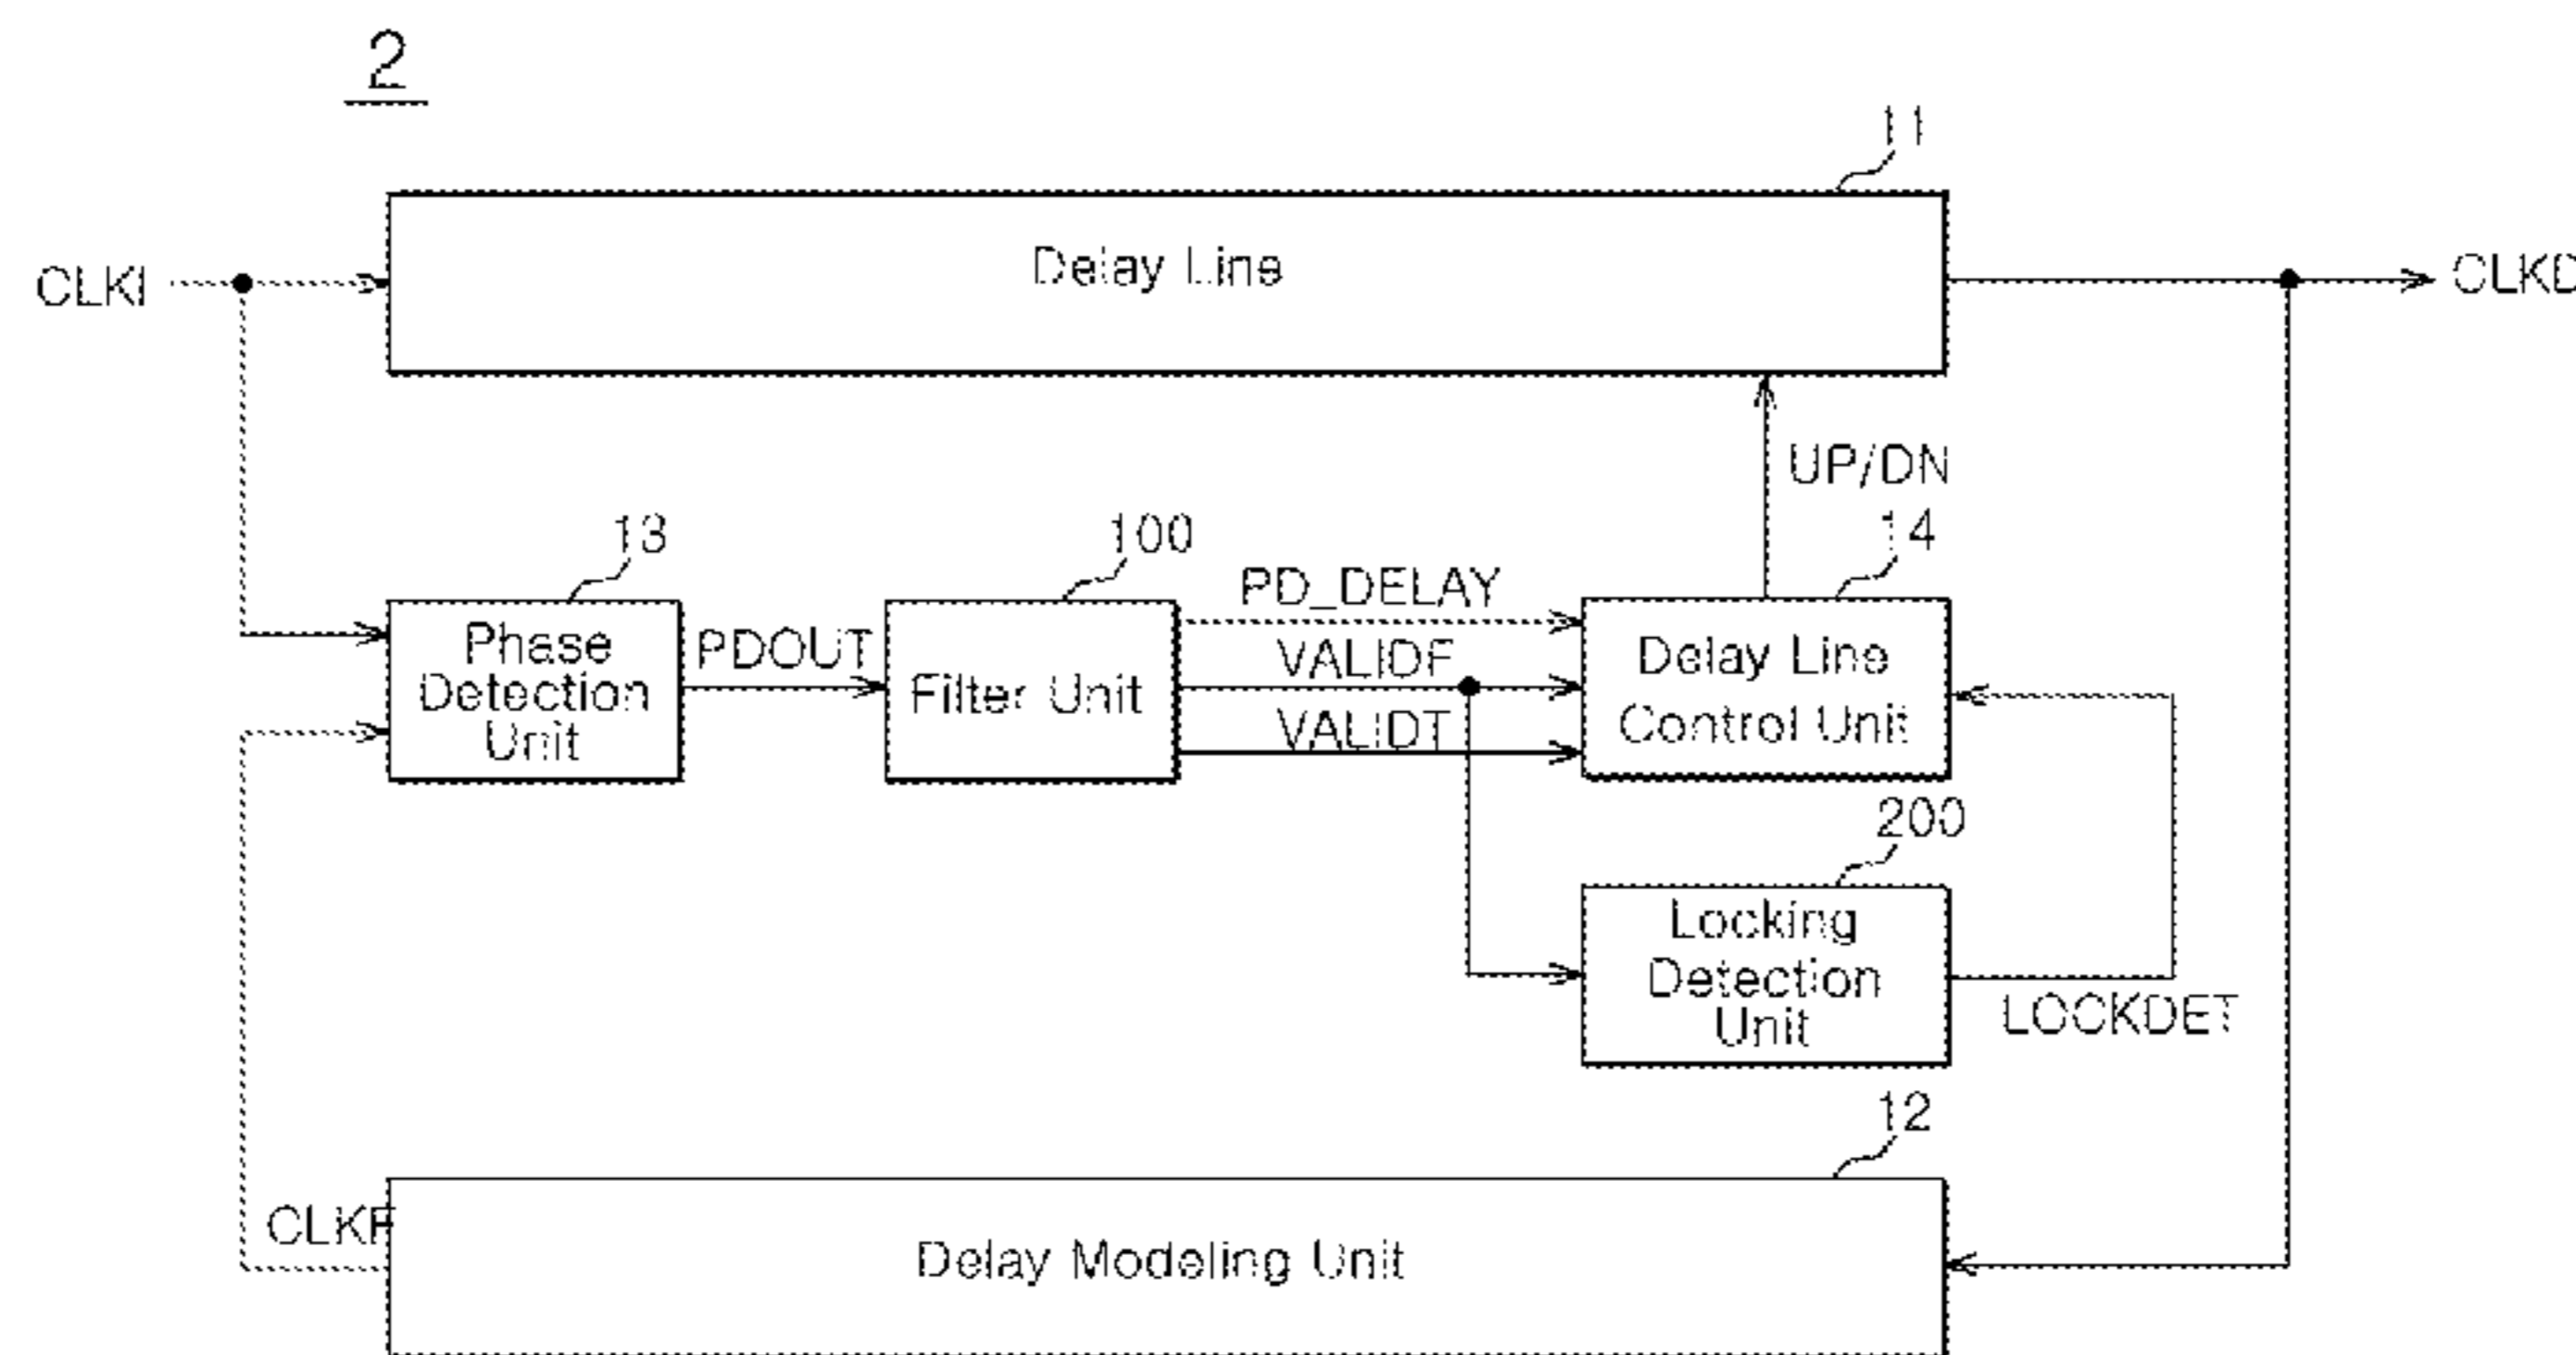 2
11
CLKI
Delay Line
UP/DN
13
100
14
PD_DELAY
Phase
Detection
Unit
PDOUT
Filter Unit
VALIDF
VALIDT
Delay Line
Control Unit
200
Locking
Detection
Unit
LOCKDET
12
Delay Modeling Unit